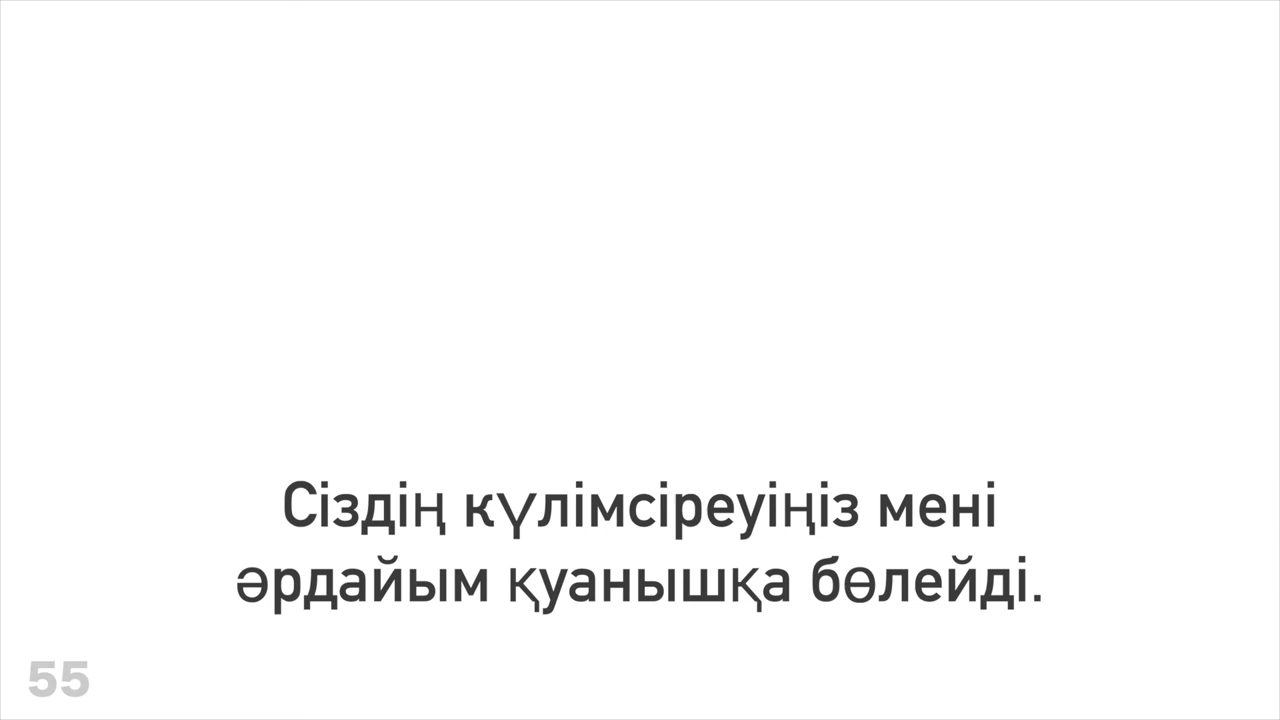 Сіздің күлімсіреуіңіз мені
әрдайым қуанышқа бөлейді.
55